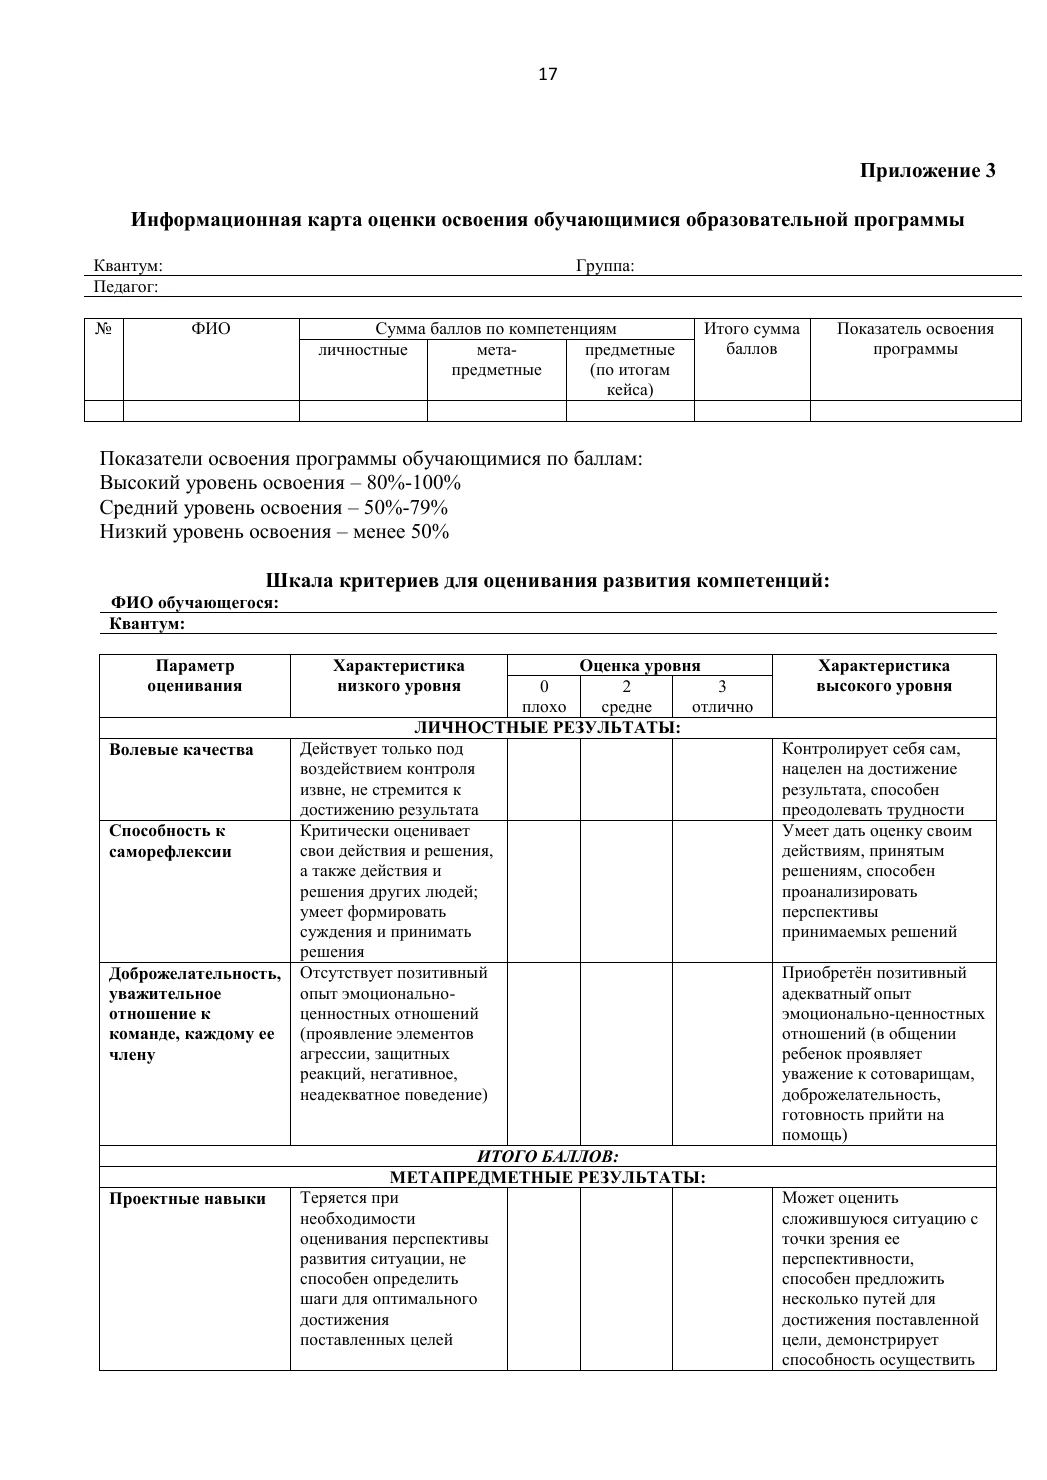 17
Приложение 3
Информационная карта оценки освоения обучающимися образовательной программы
Квантум: Группа:
Педагог:
№ ФИО Сумма баллов по компетенциям Итого сумма баллов Показатель освоения программы
личностные мета-предметные предметные (по итогам кейса)
Показатели освоения программы обучающимися по баллам:
Высокий уровень освоения – 80%-100%
Средний уровень освоения – 50%-79%
Низкий уровень освоения – менее 50%
Шкала критериев для оценивания развития компетенций:
ФИО обучающегося:
Квантум:
Параметр
оценивания
Характеристика
низкого уровня
Оценка уровня
0
плохо
2
средне
3
отлично
Характеристика
высокого уровня
ЛИЧНОСТНЫЕ РЕЗУЛЬТАТЫ:
Волевые качества
Действует только под
воздействием контроля
извне, не стремится к
достижению результата
Контролирует себя сам,
нацелен на достижение
результата, способен
преодолевать трудности
Способность к
саморефлексии
Критически оценивает
свои действия и решения,
а также действия и
решения других людей;
умеет формировать
суждения и принимать
решения
Умеет дать оценку своим
действиям, принятым
решениям, способен
проанализировать
перспективы
принимаемых решений
Доброжелательность,
уважительное
отношение к
команде, каждому ее
члену
Отсутствует позитивный
опыт эмоционально-
ценностных отношений
(проявление элементов
агрессии, защитных
реакций, негативное,
неадекватное поведение)
Приобретён позитивный
адекватный опыт
эмоционально-ценностных
отношений (в общении
ребенок проявляет
уважение к сотоварищам,
доброжелательность,
готовность прийти на
помощь)
ИТОГО БАЛЛОВ:
МЕТАПРЕДМЕТНЫЕ РЕЗУЛЬТАТЫ:
Проектные навыки
Теряется при
необходимости
оценивания перспективы
развития ситуации, не
способен определить
шаги для оптимального
достижения
поставленных целей
Может оценить
сложившуюся ситуацию с
точки зрения ее
перспективности,
способен предложить
несколько путей для
достижения поставленной
цели, демонстрирует
способность осуществить